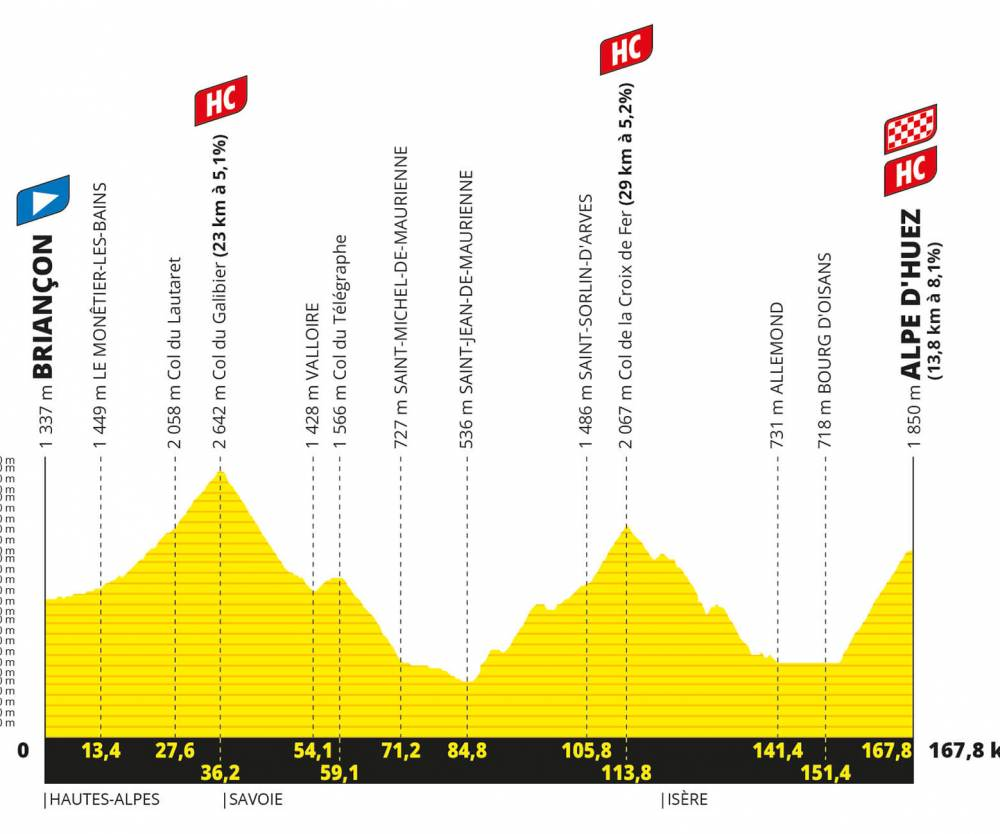 HC
HC
HC
1 337 m BRIANÇON
1 449 m LE MONÊTIER-LES-BAINS
2 058 m Col du Lautaret
2 642 m Col du Galibier (23 km à 5,1%)
1 428 m VALLOIRE
1 566 m Col du Télégraphe
727 m SAINT-MICHEL-DE-MAURIENNE
536 m SAINT-JEAN-DE-MAURIENNE
1 486 m SAINT-SORLIN-D'ARVES
2 067 m Col de la Croix de Fer (29 km à 5,2%)
731 m ALLEMOND
718 m BOURG D'OISANS
1 850 m ALPE D'HUEZ
(13,8 km à 8,1%)
0 13,4 27,6 54,1 71,2 84,8 105,8 141,4 167,8 167,8 k
36,2 59,1 113,8 151,4
|HAUTES-ALPES |SAVOIE |ISÈRE